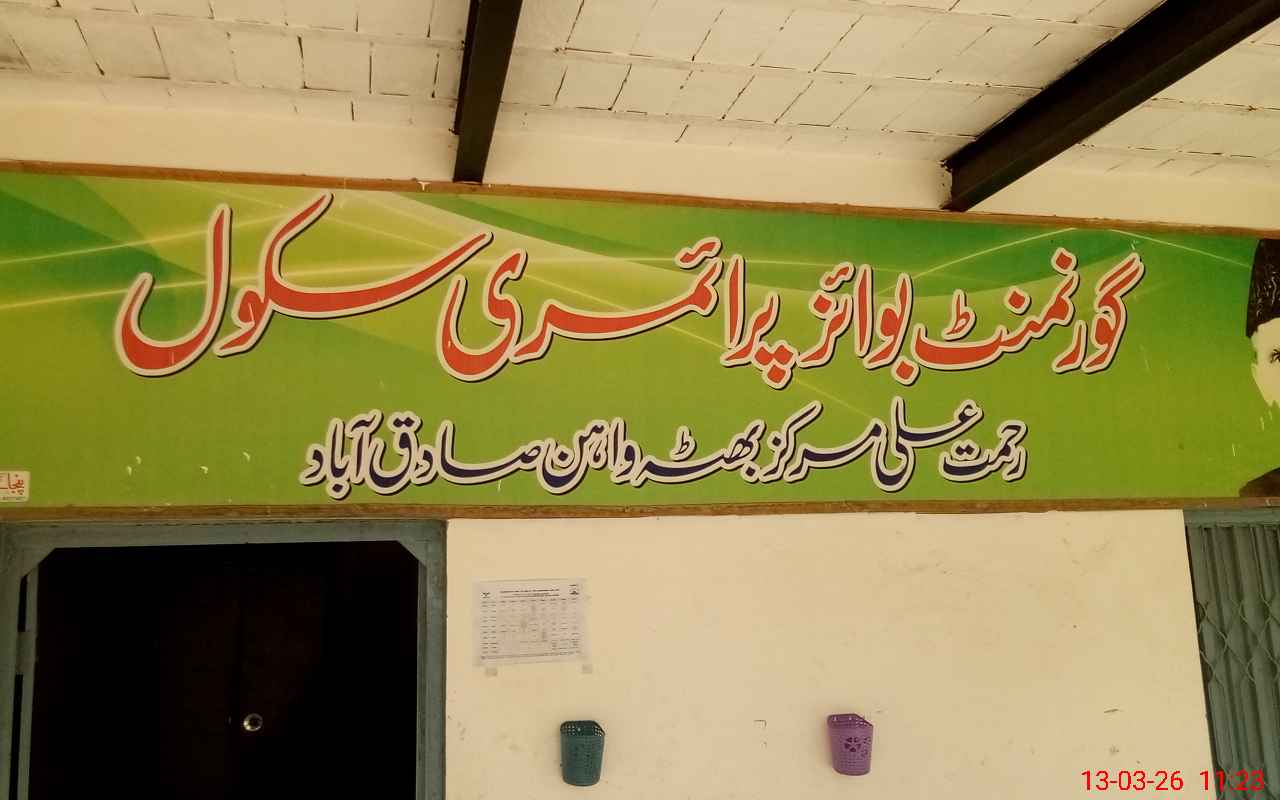 گورنمنٹ بوائز پرائمری سکول
رحمت علی مرکز بھٹہ واہن صادق آباد
13-03-26 11:23